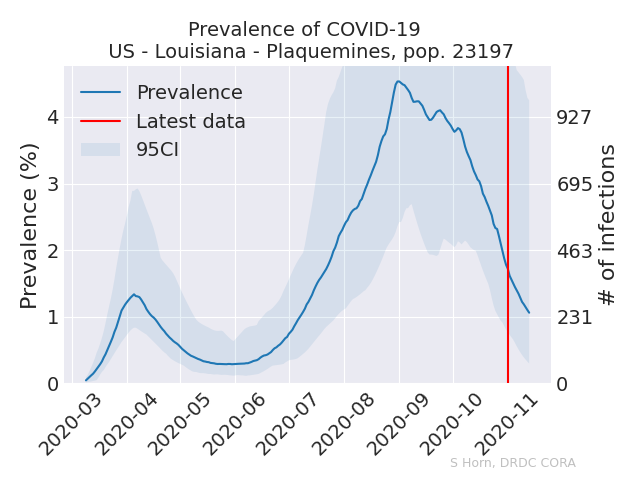 Prevalence of COVID-19
US - Louisiana - Plaquemines, pop. 23197
Prevalence
Latest data
95CI
Prevalence (%)
4
3
2
1
0
927
695
463
231
0
# of infections
2020-03
2020-04
2020-05
2020-06
2020-07
2020-08
2020-09
2020-10
2020-11
S Horn, DRDC CORA